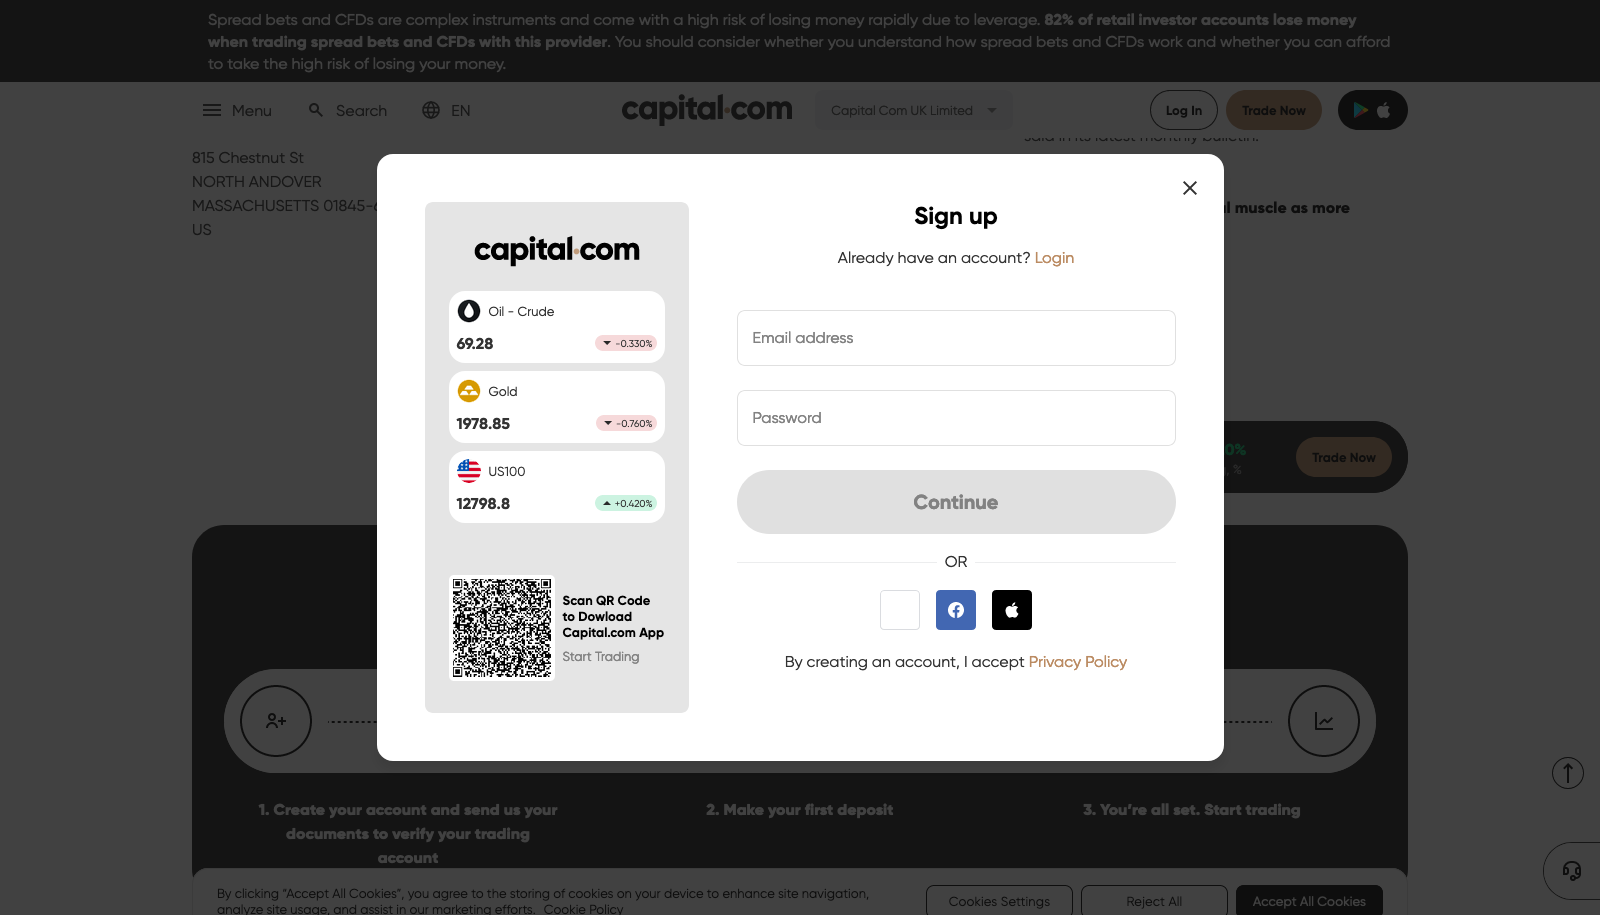 Spread bets and CFDs are complex instruments and come with a high risk of losing money rapidly due to leverage. 82% of retail investor accounts lose money
when trading spread bets and CFDs with this provider. You should consider whether you understand how spread bets and CFDs work and whether you can afford
to take the high risk of losing your money.
Menu
Search
EN
capital.com
Capital Com UK Limited
Log In
Trade Now
said in its latest monthly bulletin.
815 Chestnut St
NORTH ANDOVER
MASSACHUSETTS 01845-6
US
muscle as more
capital.com
Oil - Crude
69.28
-0.330%
Gold
1978.85
-0.760%
US100
12798.8
+0.420%
Scan QR Code
to Dowload
Capital.com App
Start Trading
Sign up
Already have an account? Login
Email address
Password
Continue
OR
By creating an account, I accept Privacy Policy
0%
%
Trade Now
1. Create your account and send us your
documents to verify your trading
account
2. Make your first deposit
3. You're all set. Start trading
By clicking "Accept All Cookies", you agree to the storing of cookies on your device to enhance site navigation,
analyze site usage, and assist in our marketing efforts. Cookie Policy
Cookies Settings
Reject All
Accept All Cookies